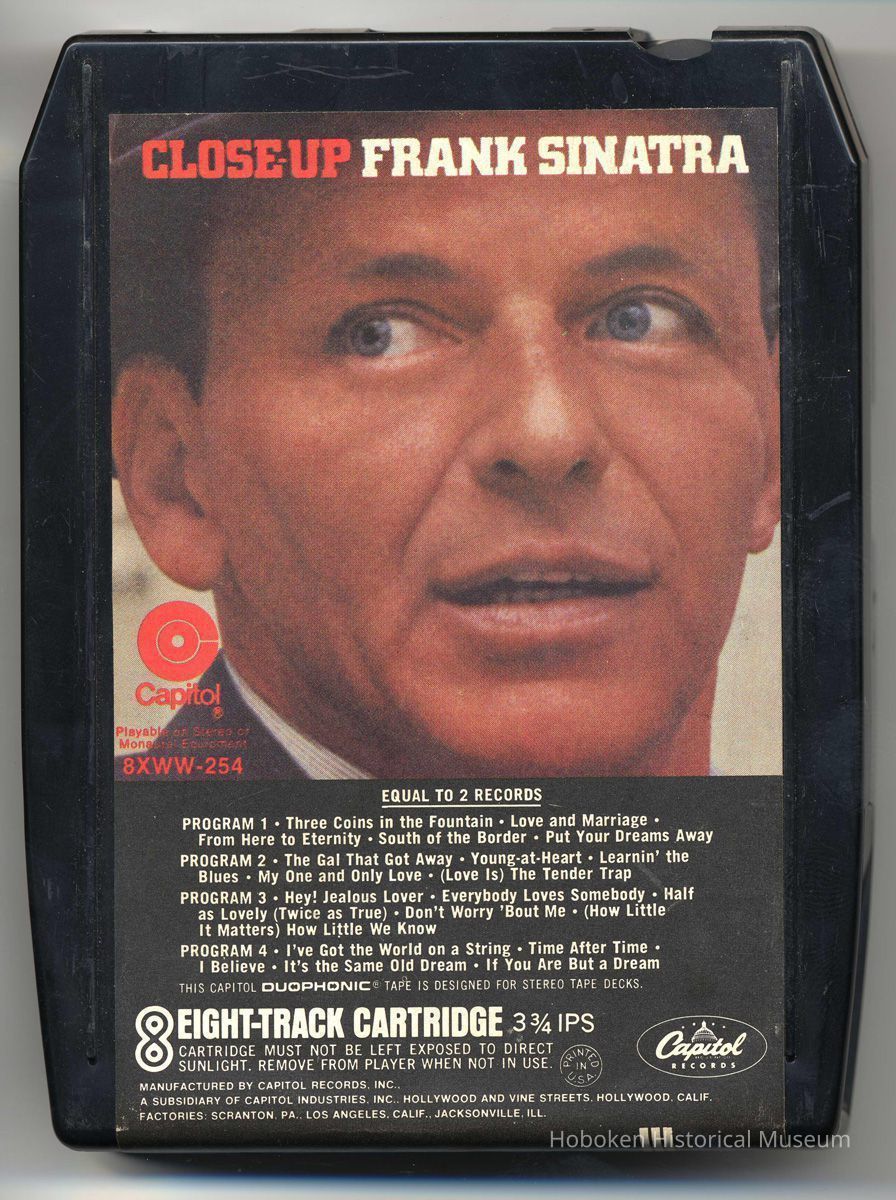 CLOSE-UP FRANK SINATRA
Capitol
®
Playable on Stereo or
Monaural Equipment
8XWW-254
EQUAL TO 2 RECORDS
PROGRAM 1 • Three Coins in the Fountain • Love and Marriage •
From Here to Eternity • South of the Border • Put Your Dreams Away
PROGRAM 2 • The Gal That Got Away • Young-at-Heart • Learnin' the
Blues • My One and Only Love • (Love Is) The Tender Trap
PROGRAM 3 • Hey! Jealous Lover • Everybody Loves Somebody • Half
as Lovely (Twice as True) • Don't Worry 'Bout Me • (How Little
It Matters) How Little We Know
PROGRAM 4 • I've Got the World on a String • Time After Time •
I Believe • It's the Same Old Dream • If You Are But a Dream
THIS CAPITOL DUOPHONIC® TAPE IS DESIGNED FOR STEREO TAPE DECKS.
8 EIGHT-TRACK CARTRIDGE 3¾ IPS
CARTRIDGE MUST NOT BE LEFT EXPOSED TO DIRECT
SUNLIGHT. REMOVE FROM PLAYER WHEN NOT IN USE.
PRINTED IN U.S.A.
Capitol
RECORDS
MANUFACTURED BY CAPITOL RECORDS, INC.,
A SUBSIDIARY OF CAPITOL INDUSTRIES, INC., HOLLYWOOD AND VINE STREETS, HOLLYWOOD, CALIF.
FACTORIES: SCRANTON, PA., LOS ANGELES, CALIF., JACKSONVILLE, ILL.
Hoboken Historical Museum